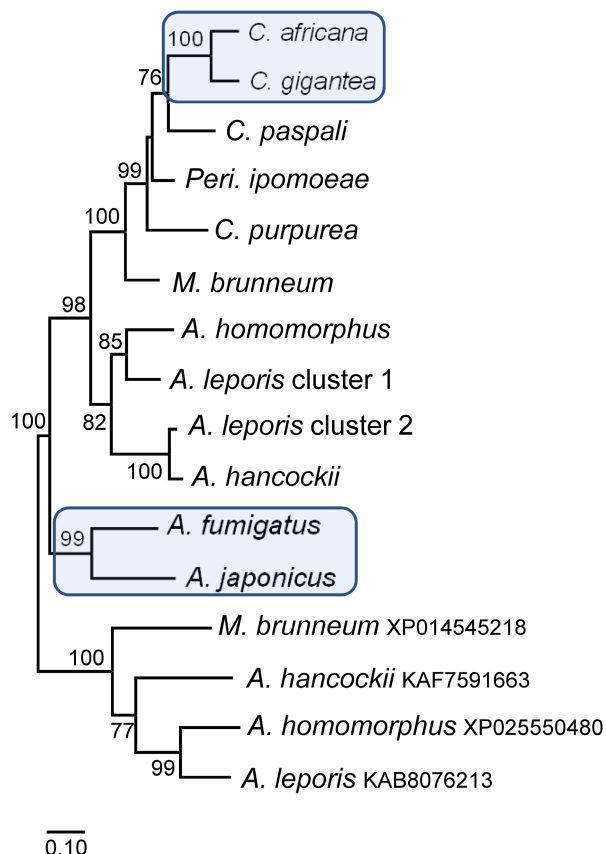 100 C. africana
76 C. gigantea
C. paspali
99 Peri. ipomoeae
100 C. purpurea
M. brunneum
98
85 A. homomorphus
A. leporis cluster 1
100 82 A. leporis cluster 2
100 A. hancockii
99 A. fumigatus
A. japonicus
M. brunneum XP014545218
100
A. hancockii KAF7591663
77 A. homomorphus XP025550480
99 A. leporis KAB8076213
0.10